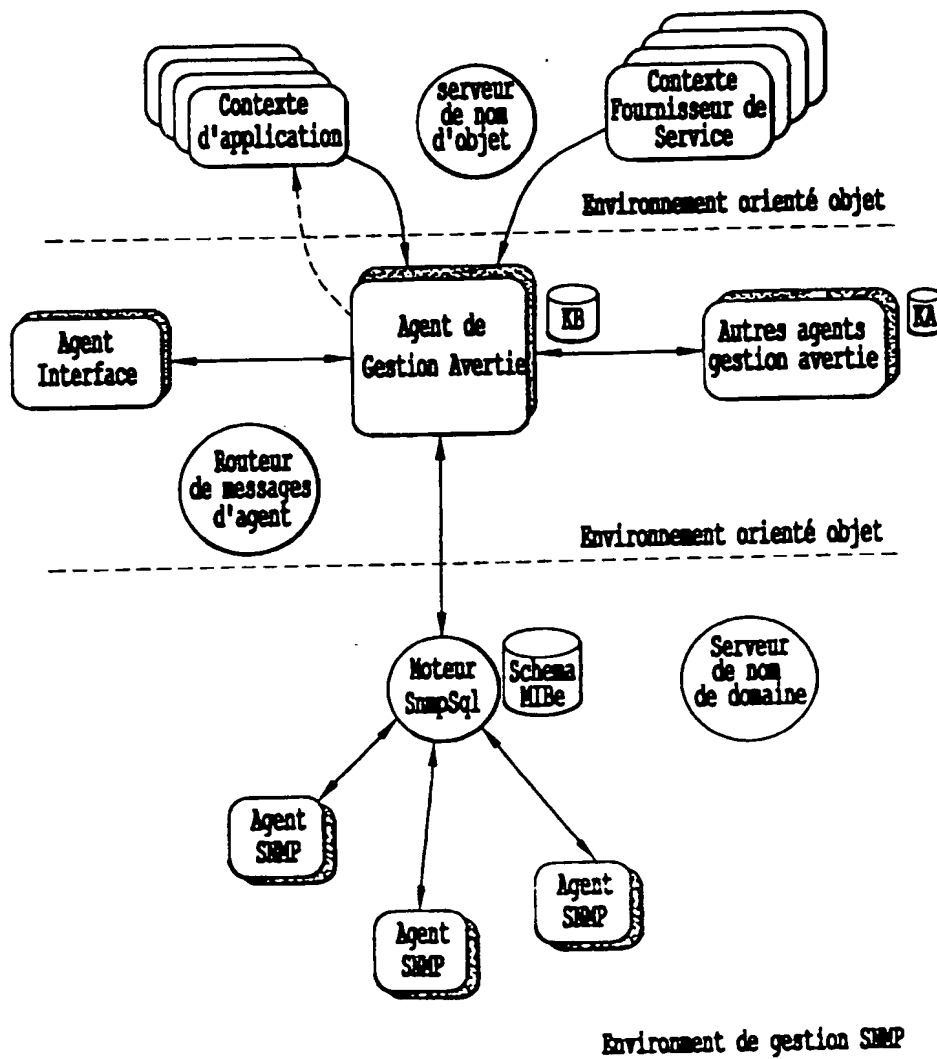 Contexte
d'application
serveur
de nom
d'objet
Contexte
Fournisseur de
Service
Environnement orienté objet
Agent
Interface
Agent de
Gestion Avertie
KB
Autres agents
gestion avertie
KA
Routeur
de messages
d'agent
Environnement orienté objet
Moteur
SnmpSql
Schema
MIBe
Serveur
de nom
de domaine
Agent
SNMP
Agent
SNMP
Agent
SNMP
Environment de gestion SNMP